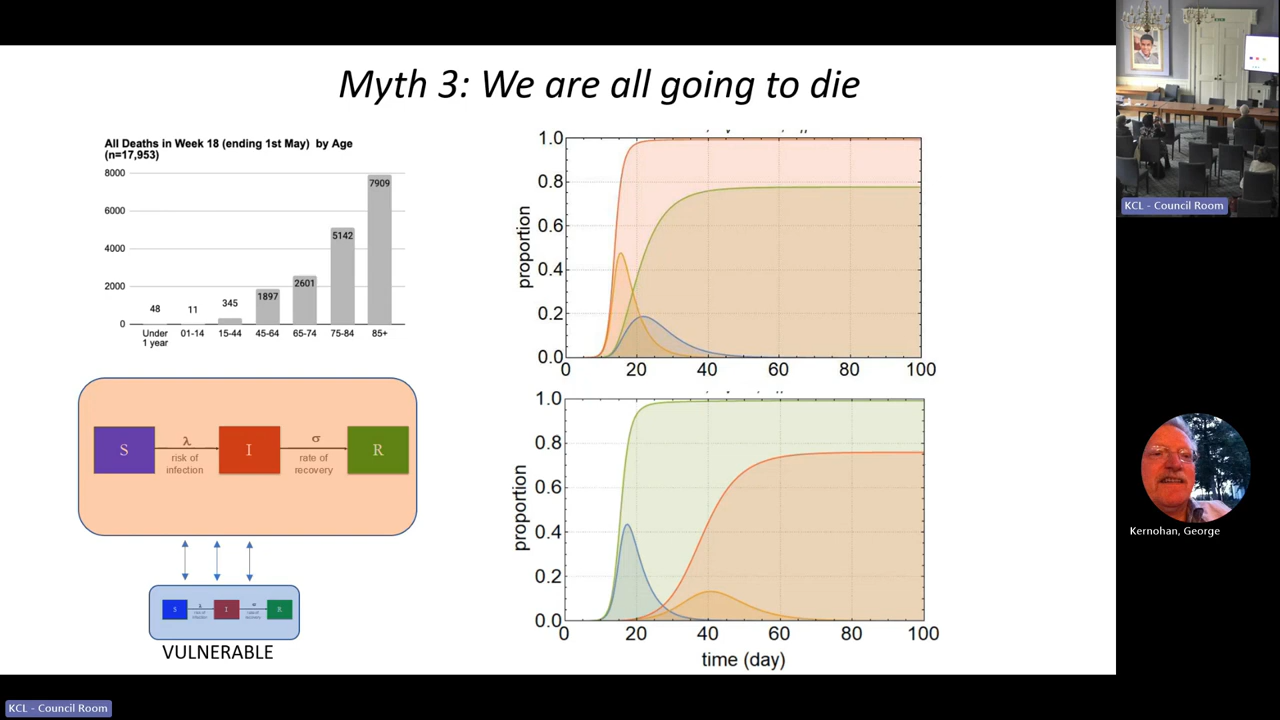 Myth 3: We are all going to die
All Deaths in Week 18 (ending 1st May) by Age
(n=17,953)
8000
6000
4000
2000
0
48
11
345
1897
2601
5142
7909
Under
1 year
01-14
15-44
45-64
65-74
75-84
85+
S
λ
risk of
infection
I
σ
rate of
recovery
R
S
λ
I
σ
R
VULNERABLE
1.0
0.8
0.6
0.4
0.2
0.0
proportion
0
20
40
60
80
100
1.0
0.8
0.6
0.4
0.2
0.0
proportion
0
20
40
60
80
100
time (day)
KCL - Council Room
Kernohan, George
KCL - Council Room